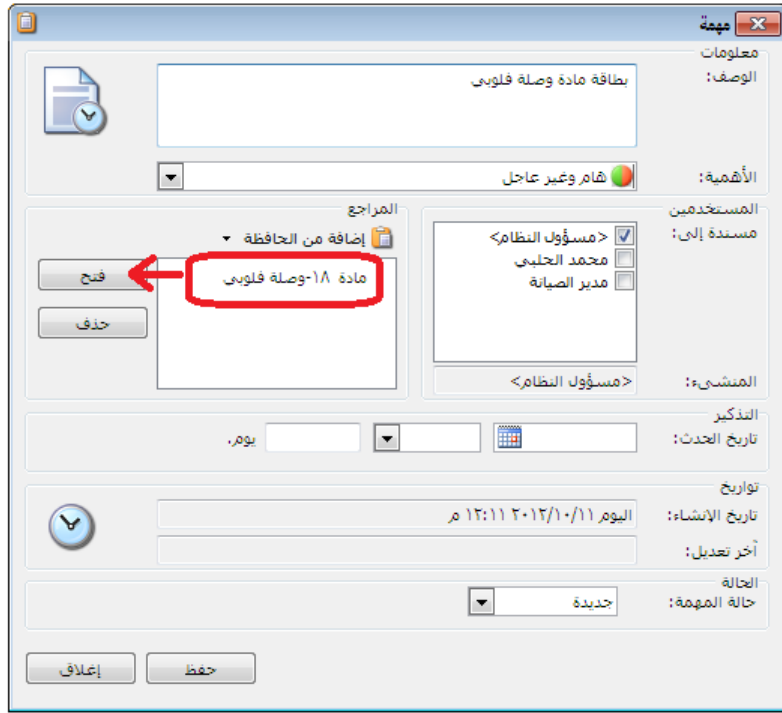 مهمة
معلومات
الوصف:
بطاقة مادة وصلة فلوبي
الأهمية:
هام وغير عاجل
المستخدمين
مسندة إلى:
<مسؤول النظام>
محمد الحلبي
مدير الصيانة
المنشىء:
<مسؤول النظام>
المراجع
إضافة من الحافظة
مادة ١٨-وصلة فلوبي
فتح
حذف
التذكير
تاريخ الحدث:
يوم.
تواريخ
تاريخ الإنشاء:
اليوم ٢٠١٢/١٠/١١ ١٢:١١ م
آخر تعديل:
الحالة
حالة المهمة:
جديدة
حفظ
إغلاق